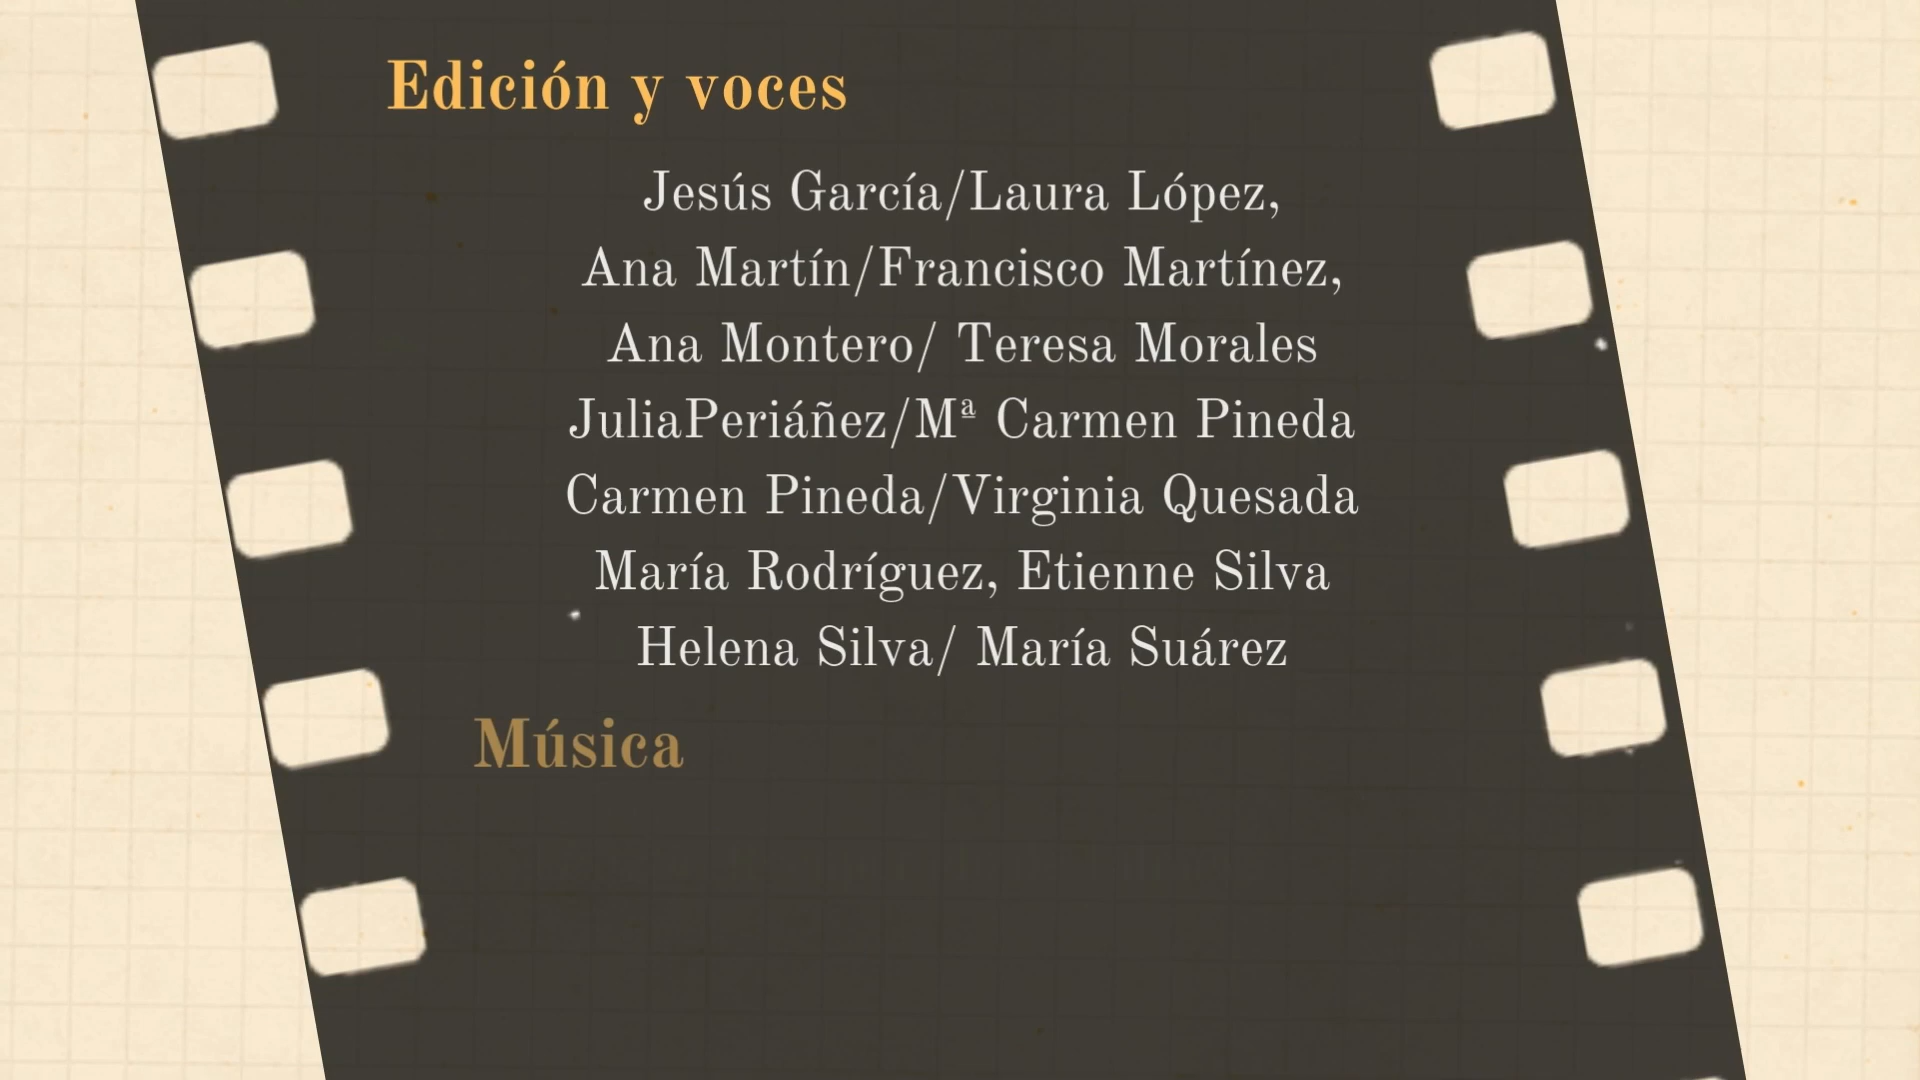 Edición y voces
Jesús García/Laura López,
Ana Martín/Francisco Martínez,
Ana Montero/ Teresa Morales
JuliaPeriáñez/Mª Carmen Pineda
Carmen Pineda/Virginia Quesada
María Rodríguez, Etienne Silva
Helena Silva/ María Suárez
Música